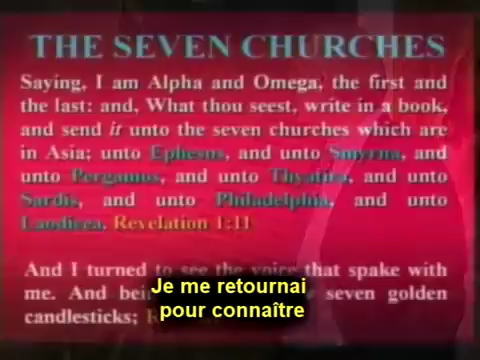 THE SEVEN CHURCHES
Saying, I am Alpha and Omega, the first and
the last: and, What thou seest, write in a book,
and send it unto the seven churches which are
in Asia; unto Ephesus, and unto Smyrna, and
unto Pergamus, and unto Thyatira, and unto
Sardis, and unto Philadelphia, and unto
Laodicea. Revelation 1:11
And I turned to see the voice that spake with
me. And seven golden
candlesticks;
Je me retournai
pour connaître